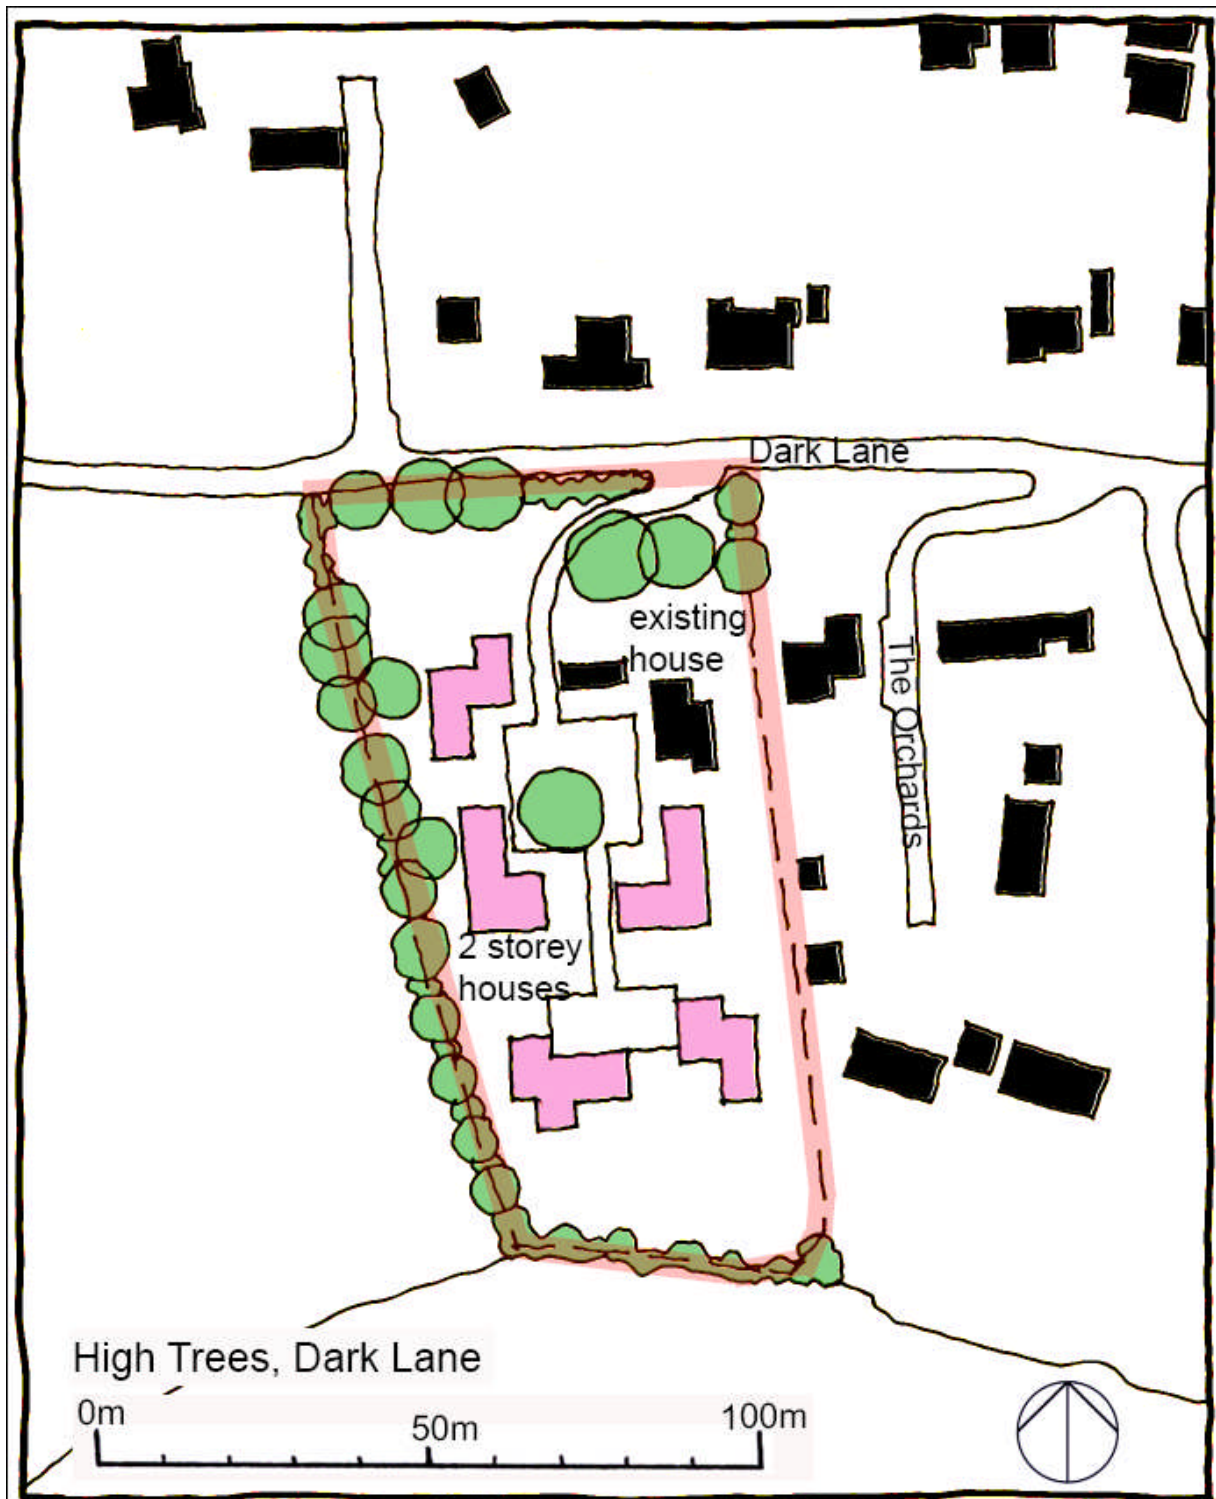 Dark Lane
existing
house
The Orchards
2 storey
houses
High Trees, Dark Lane
0m
50m
100m